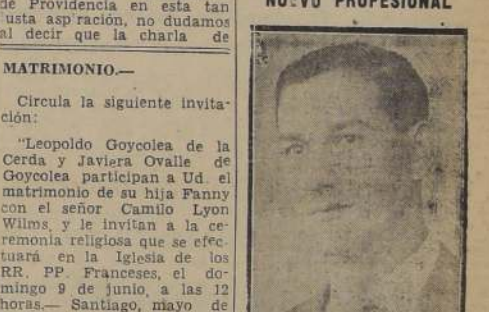 de Providencia en esta tan
usta asp'ración, no dudamos
al decir que la charla de
MATRIMONIO.—
Circula la siguiente invita-
ción:
"Leopoldo Goycolea de la
Cerda y Javiera Ovalle de
Goycolea participan a Ud. el
matrimonio de su hija Fanny
con el señor Camilo Lyon
Wilms, y le invitan a la ce-
remonia religiosa que se efec-
tuará en la Iglesia de los
RR. PP. Franceses, el do-
mingo 9 de junio, a las 12
horas.— Santiago, mayo de
NUEVO PROFESIONAL